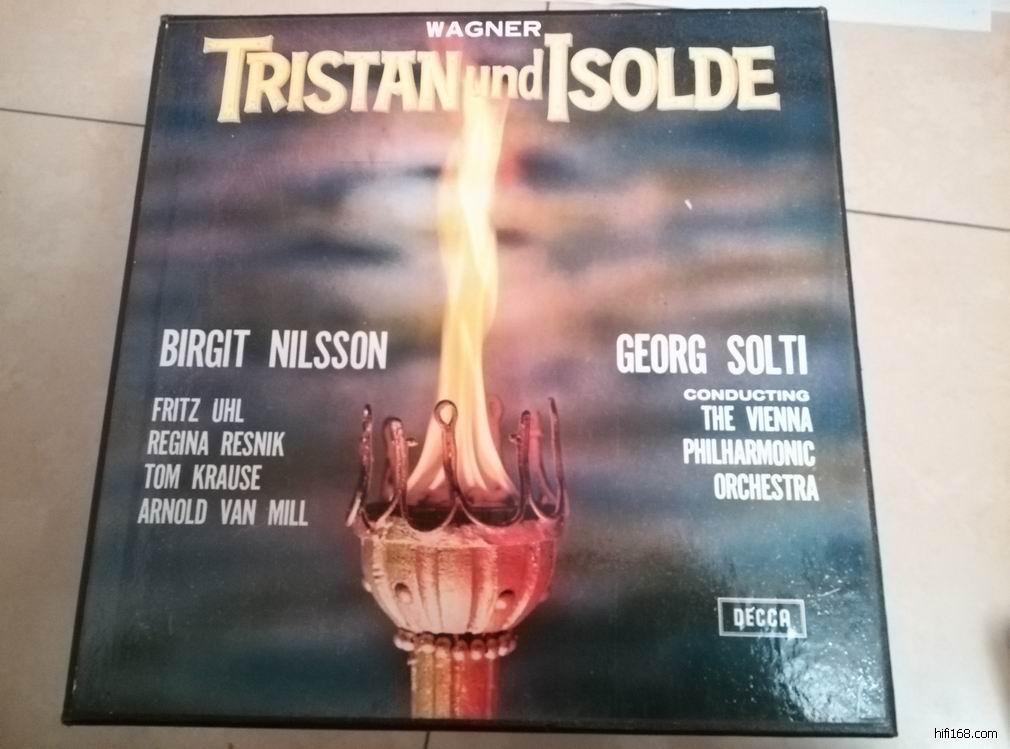 WAGNER
TRISTAN und ISOLDE
BIRGIT NILSSON
FRITZ UHL
REGINA RESNIK
TOM KRAUSE
ARNOLD VAN MILL
GEORG SOLTI
CONDUCTING
THE VIENNA
PHILHARMONIC
ORCHESTRA
DECCA
hifi168.com